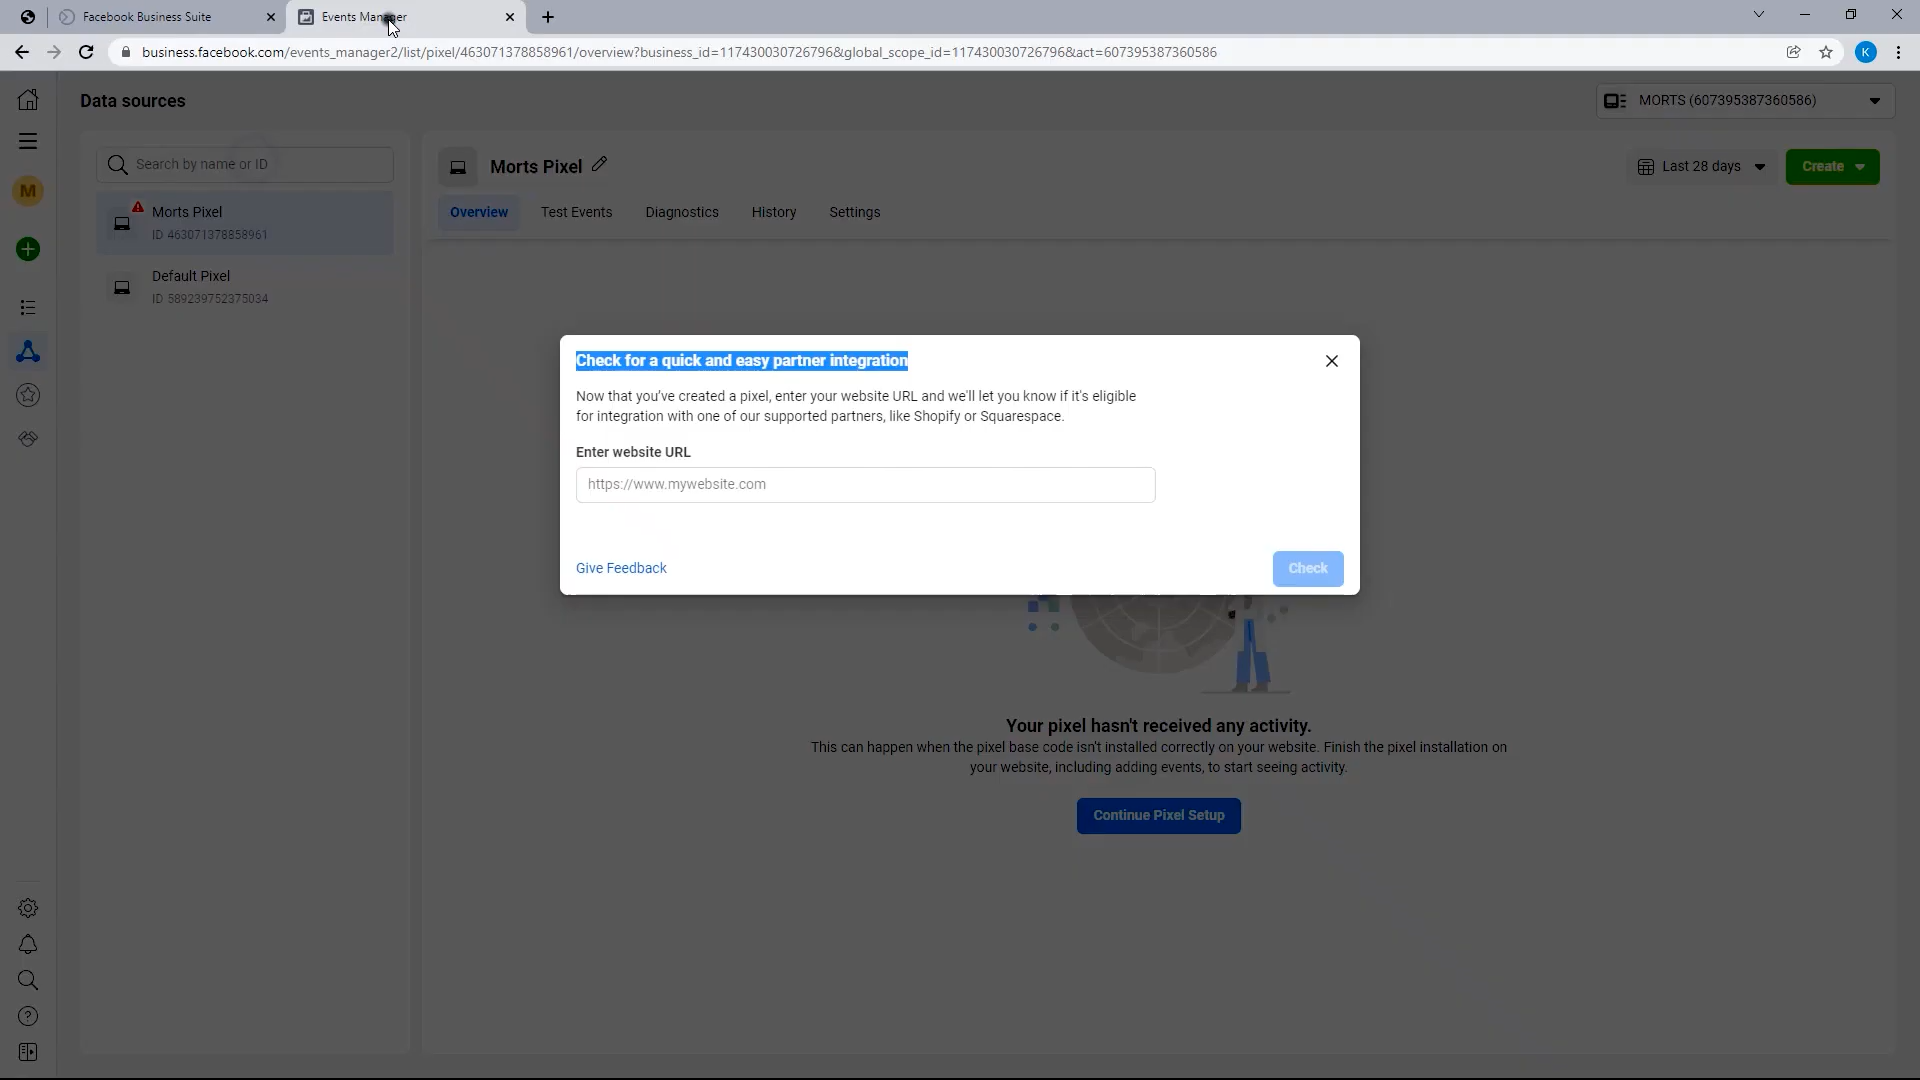 Facebook Business Suite
Events Manager
business.facebook.com/events_manager2/list/pixel/463071378858961/overview?business_id=117430030726796&global_scope_id=117430030726796&act=607395387360586
K
Data sources
MORTS (607395387360586)
Search by name or ID
Morts Pixel
Last 28 days
Create
M
Morts Pixel
ID 463071378858961
Overview
Test Events
Diagnostics
History
Settings
Default Pixel
ID 589239752375034
Check for a quick and easy partner integration
Now that you've created a pixel, enter your website URL and we'll let you know if it's eligible
for integration with one of our supported partners, like Shopify or Squarespace.
Enter website URL
https://www.mywebsite.com
Give Feedback
Check
Your pixel hasn't received any activity.
This can happen when the pixel base code isn't installed correctly on your website. Finish the pixel installation on
your website, including adding events, to start seeing activity.
Continue Pixel Setup